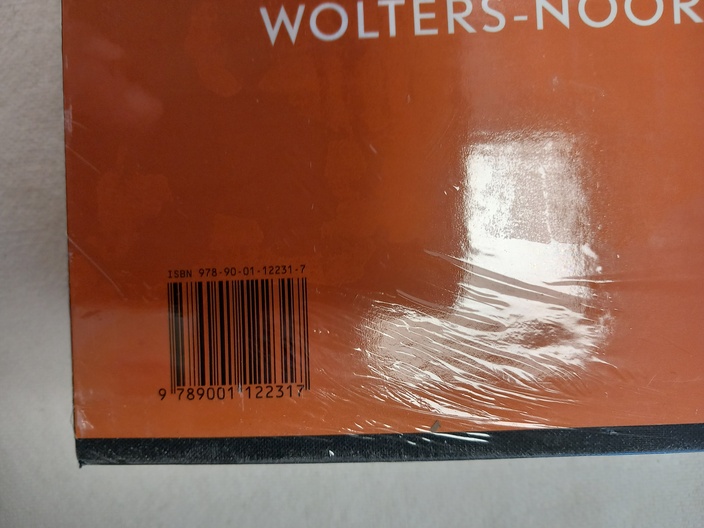 WOLTERS-NOOR
ISBN 978-90-01-12231-7
9 789001 122317